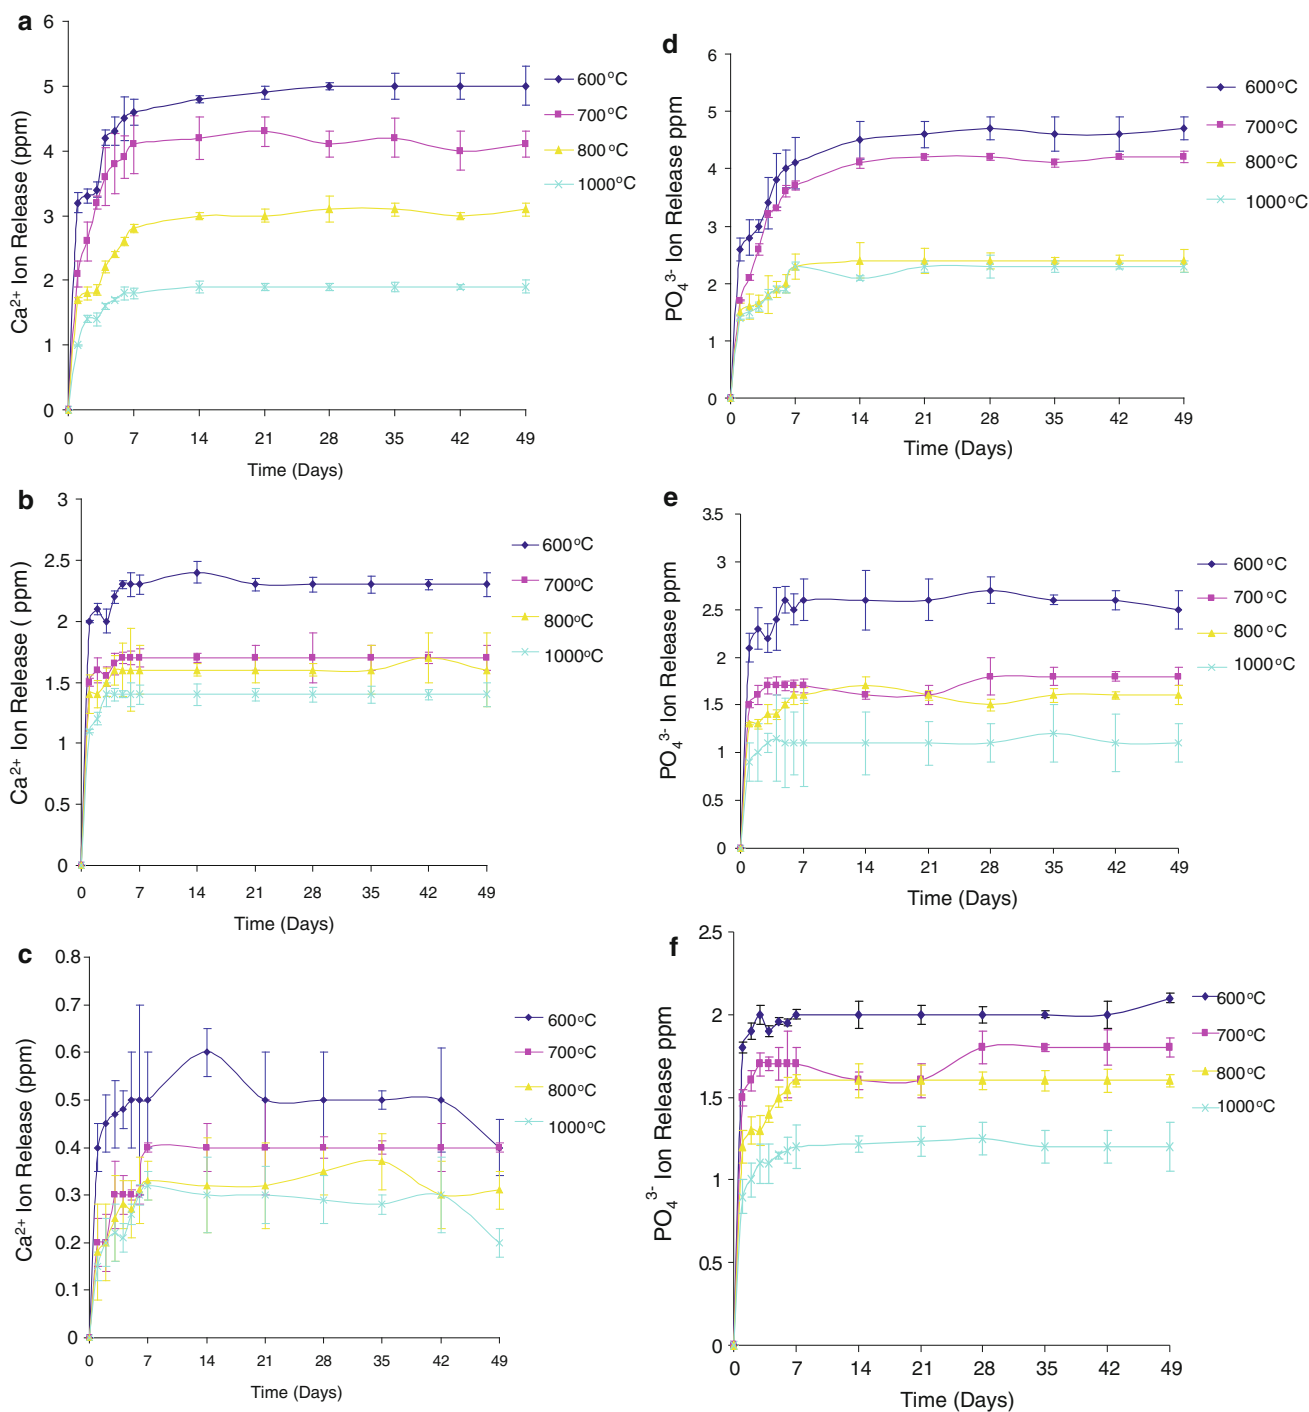 a
6
5
4
3
2
1
0
Ca2+ Ion Release (ppm)
0 7 14 21 28 35 42 49
Time (Days)
600°C
700°C
800°C
1000°C
d
6
5
4
3
2
1
0
PO43- Ion Release ppm
0 7 14 21 28 35 42 49
Time (Days)
600°C
700°C
800°C
1000°C
b
3
2.5
2
1.5
1
0.5
0
Ca2+ Ion Release ( ppm)
0 7 14 21 28 35 42 49
Time (Days)
600°C
700°C
800°C
1000°C
e
3.5
3
2.5
2
1.5
1
0.5
0
PO43- Ion Release ppm
0 7 14 21 28 35 42 49
Time (Days)
600°C
700°C
800°C
1000°C
c
0.8
0.7
0.6
0.5
0.4
0.3
0.2
0.1
0
Ca2+ Ion Release (ppm)
0 7 14 21 28 35 42 49
Time (Days)
600°C
700°C
800°C
1000°C
f
2.5
2
1.5
1
0.5
0
PO43- Ion Release ppm
0 7 14 21 28 35 42 49
Time (Days)
600°C
700°C
800°C
1000°C